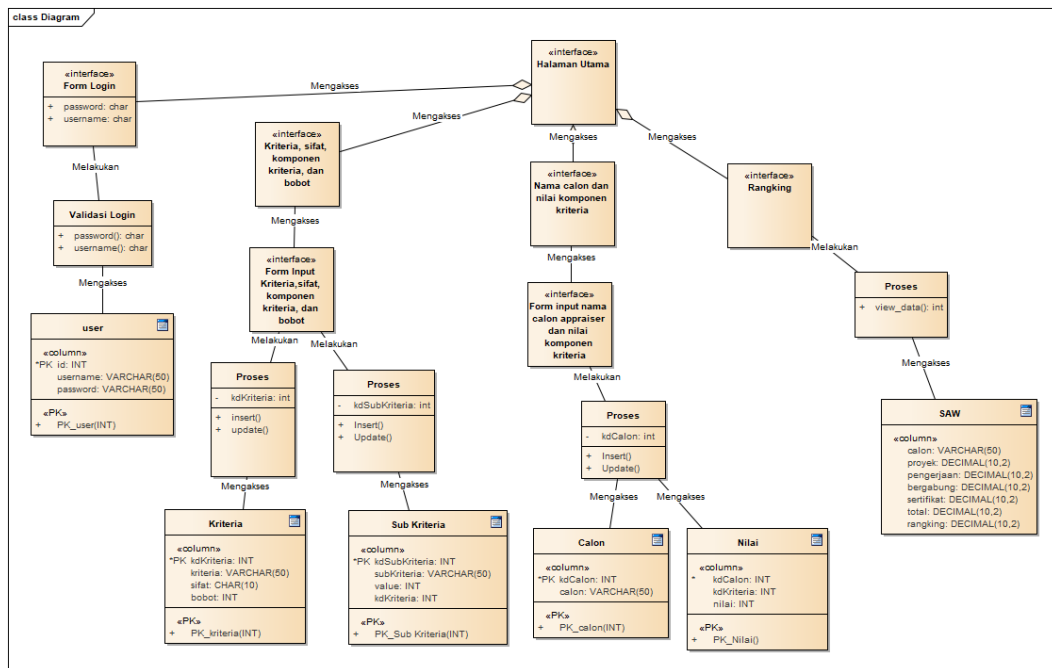 class Diagram
«interface»
Form Login
+ password: char
+ username: char
Melakukan
Validasi Login
+ password(): char
+ username(): char
Mengakses
user
«column»
*PK id: INT
username: VARCHAR(50)
password: VARCHAR(50)
«PK»
+ PK_user(INT)
Mengakses
«interface»
Halaman Utama
Mengakses
«interface»
Kriteria, sifat,
komponen
kriteria, dan
bobot
Mengakses
«interface»
Form Input
Kriteria,sifat,
komponen
kriteria, dan
bobot
Melakukan
Melakukan
Proses
- kdKriteria: int
+ insert()
+ update()
Mengakses
Kriteria
«column»
*PK kdKriteria: INT
kriteria: VARCHAR(50)
sifat: CHAR(10)
bobot: INT
«PK»
+ PK_kriteria(INT)
Proses
- kdSubKriteria: int
+ Insert()
+ Update()
Mengakses
Sub Kriteria
«column»
*PK kdSubKriteria: INT
subKriteria: VARCHAR(50)
value: INT
kdKriteria: INT
«PK»
+ PK_Sub Kriteria(INT)
Mengakses
«interface»
Nama calon dan
nilai komponen
kriteria
Mengakses
«interface»
Form input nama
calon appraiser
dan nilai
komponen
kriteria
Melakukan
Proses
- kdCalon: int
+ Insert()
+ Update()
Mengakses
Mengakses
Calon
«column»
*PK kdCalon: INT
calon: VARCHAR(50)
«PK»
+ PK_calon(INT)
Nilai
«column»
* kdCalon: INT
kdKriteria: INT
nilai: INT
«PK»
+ PK_Nilai()
Mengakses
«interface»
Rangking
Melakukan
Proses
+ view_data(): int
Mengakses
SAW
«column»
calon: VARCHAR(50)
proyek: DECIMAL(10,2)
pengerjaan: DECIMAL(10,2)
bergabung: DECIMAL(10,2)
sertifikat: DECIMAL(10,2)
total: DECIMAL(10,2)
rangking: DECIMAL(10,2)